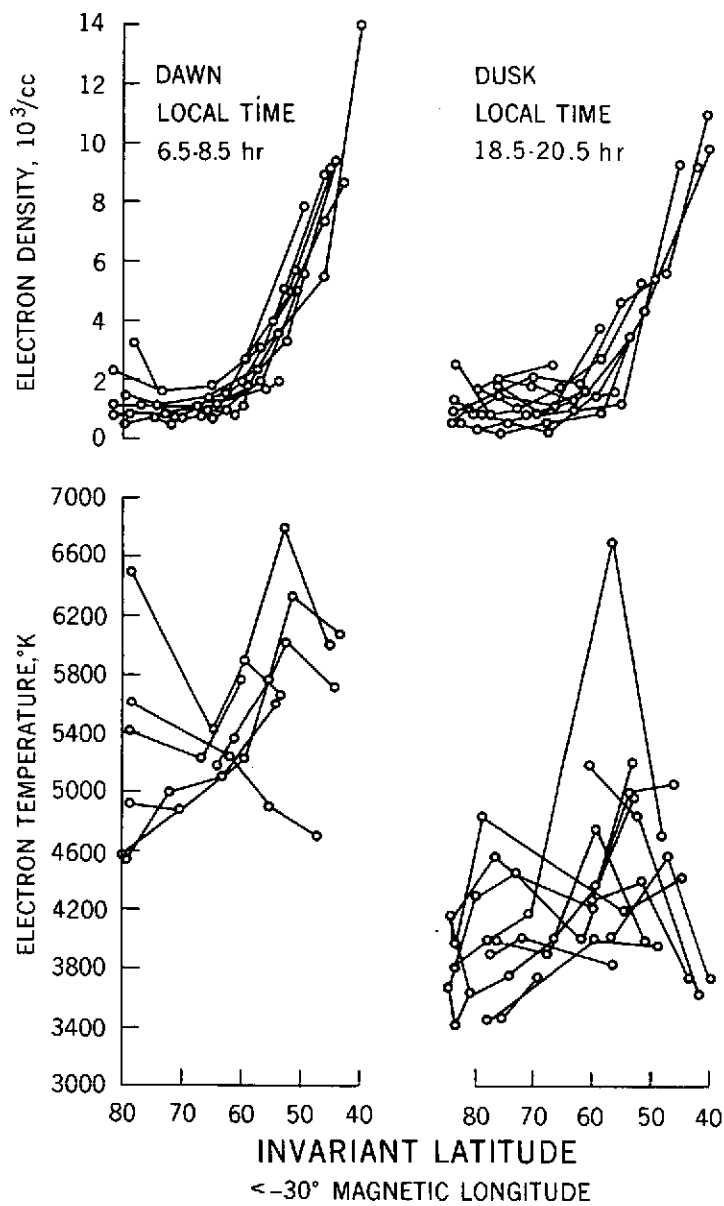 14
12
10
8
6
4
2
0
ELECTRON DENSITY, 10³/cc
DAWN
LOCAL TIME
6.5-8.5 hr
DUSK
LOCAL TIME
18.5-20.5 hr
7000
6600
6200
5800
5400
5000
4600
4200
3800
3400
3000
ELECTRON TEMPERATURE,°K
80 70 60 50 40
80 70 60 50 40
INVARIANT LATITUDE
<-30° MAGNETIC LONGITUDE